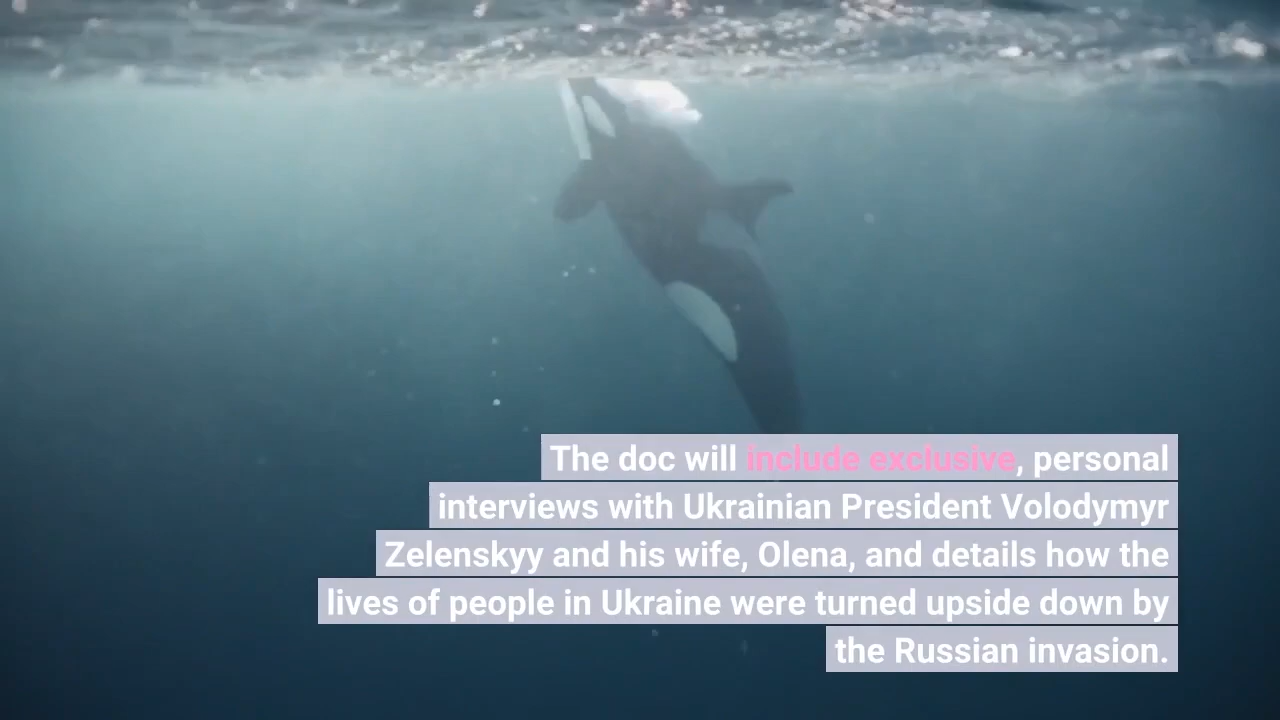 The doc will include exclusive, personal
interviews with Ukrainian President Volodymyr
Zelenskyy and his wife, Olena, and details how the
lives of people in Ukraine were turned upside down by
the Russian invasion.